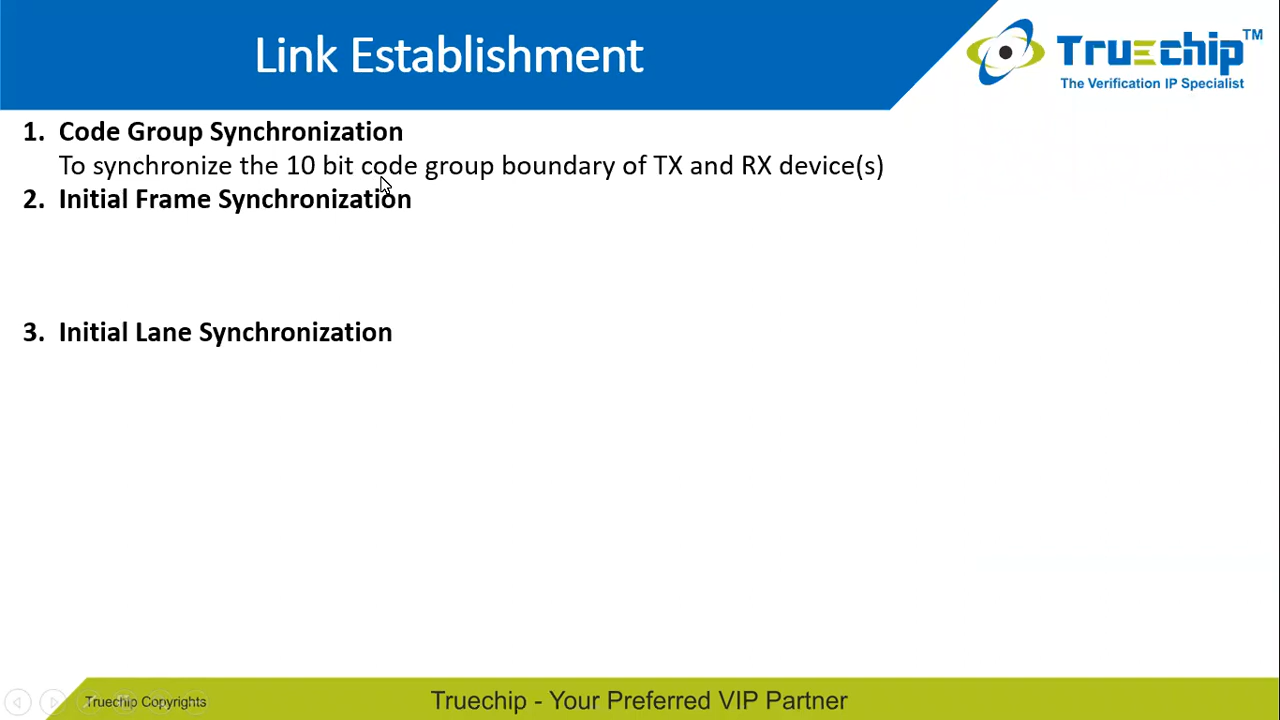 Link Establishment
Truechip™
The Verification IP Specialist
1. Code Group Synchronization
To synchronize the 10 bit code group boundary of TX and RX device(s)
2. Initial Frame Synchronization
3. Initial Lane Synchronization
Truechip Copyrights
Truechip - Your Preferred VIP Partner